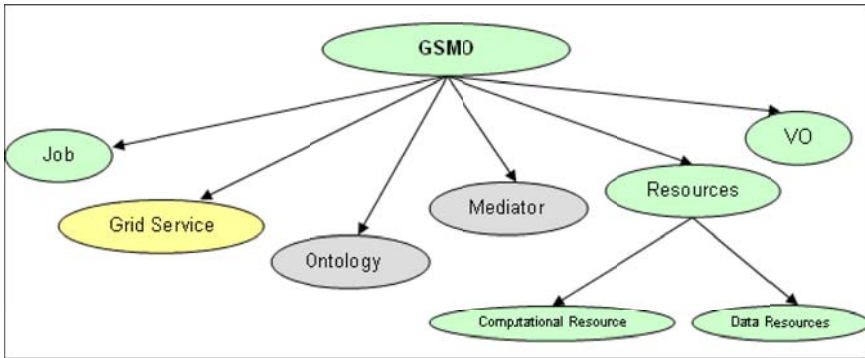 GSMO
Job
VO
Grid Service
Ontology
Mediator
Resources
Computational Resource
Data Resources